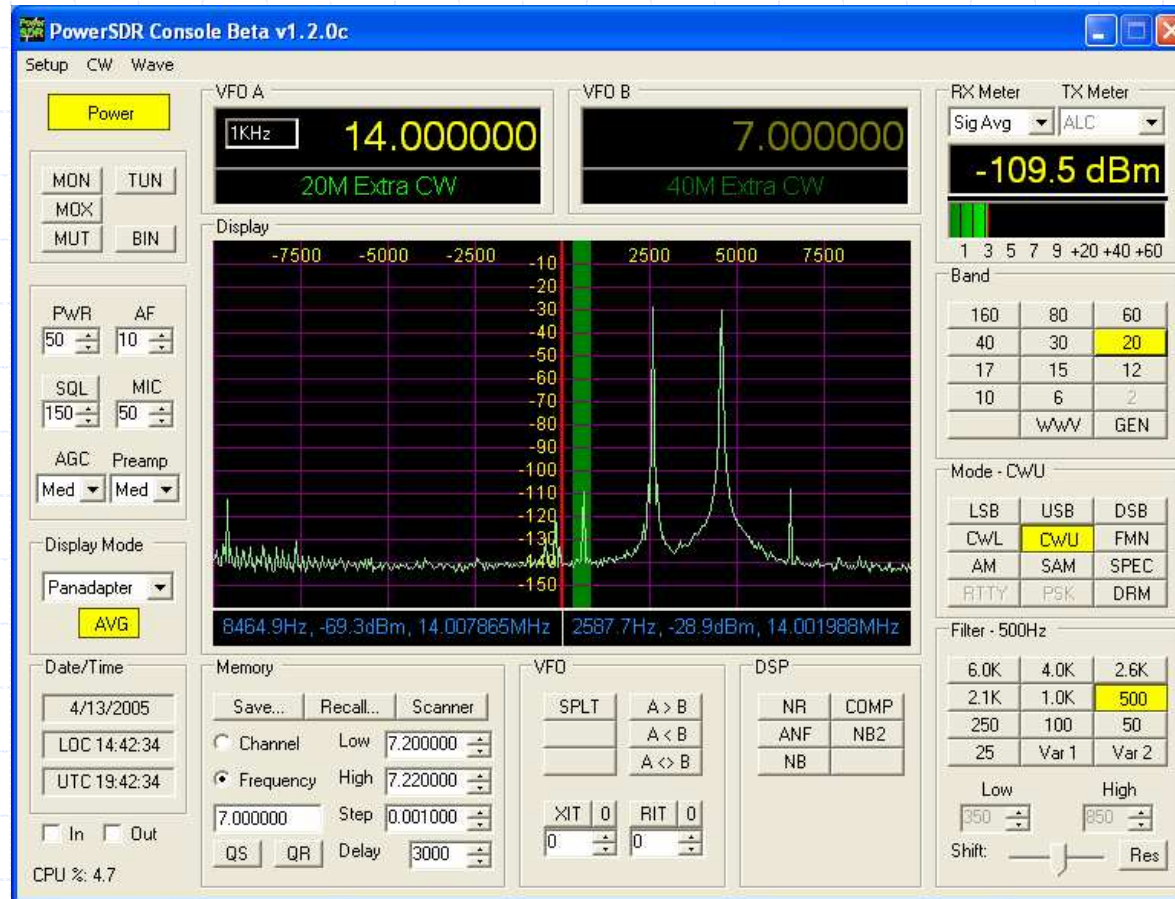 PowerSDR Console Beta v1.2.0c
Setup CW Wave
Power
MON TUN
MOX
MUT BIN
PWR AF
50 10
SQL MIC
150 50
AGC Preamp
Med Med
Display Mode
Panadapter
AVG
Date/Time
4/13/2005
LOC 14:42:34
UTC 19:42:34
In Out
CPU %: 4.7
VFO A
1KHz 14.000000
20M Extra CW
VFO B
7.000000
40M Extra CW
Display
-7500 -5000 -2500 2500 5000 7500
-10
-20
-30
-40
-50
-60
-70
-80
-90
-100
-110
-120
-130
-140
-150
8464.9Hz, -69.3dBm, 14.007865MHz 2587.7Hz, -28.9dBm, 14.001988MHz
Memory
Save... Recall... Scanner
Channel Low 7.200000
Frequency High 7.220000
7.000000 Step 0.001000
QS QR Delay 3000
VFO
SPLT A > B
A < B
A <> B
XIT 0 RIT 0
0 0
DSP
NR COMP
ANF NB2
NB
RX Meter TX Meter
Sig Avg ALC
-109.5 dBm
1 3 5 7 9 +20 +40 +60
Band
160 80 60
40 30 20
17 15 12
10 6 2
WWV GEN
Mode - CWU
LSB USB DSB
CWL CWU FMN
AM SAM SPEC
RTTY PSK DRM
Filter - 500Hz
6.0K 4.0K 2.6K
2.1K 1.0K 500
250 100 50
25 Var 1 Var 2
Low High
350 850
Shift: Res